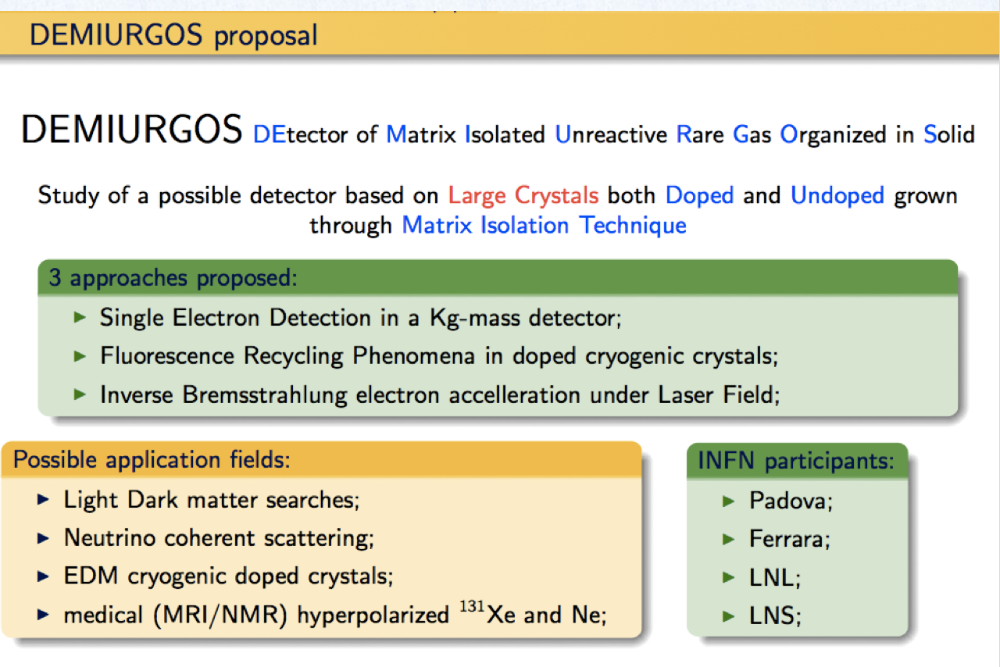 DEMIURGOS proposal
DEMIURGOS DEtector of Matrix Isolated Unreactive Rare Gas Organized in Solid
Study of a possible detector based on Large Crystals both Doped and Undoped grown
through Matrix Isolation Technique
3 approaches proposed:
▶ Single Electron Detection in a Kg-mass detector;
▶ Fluorescence Recycling Phenomena in doped cryogenic crystals;
▶ Inverse Bremsstrahlung electron accelleration under Laser Field;
Possible application fields:
▶ Light Dark matter searches;
▶ Neutrino coherent scattering;
▶ EDM cryogenic doped crystals;
▶ medical (MRI/NMR) hyperpolarized ¹³¹Xe and Ne;
INFN participants:
▶ Padova;
▶ Ferrara;
▶ LNL;
▶ LNS;